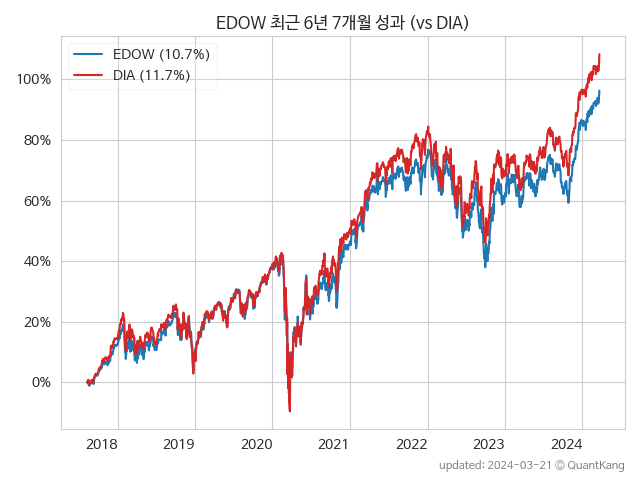 EDOW 최근 6년 7개월 성과 (vs DIA)
EDOW (10.7%)
DIA (11.7%)
100%
80%
60%
40%
20%
0%
2018 2019 2020 2021 2022 2023 2024
updated: 2024-03-21 © QuantKang